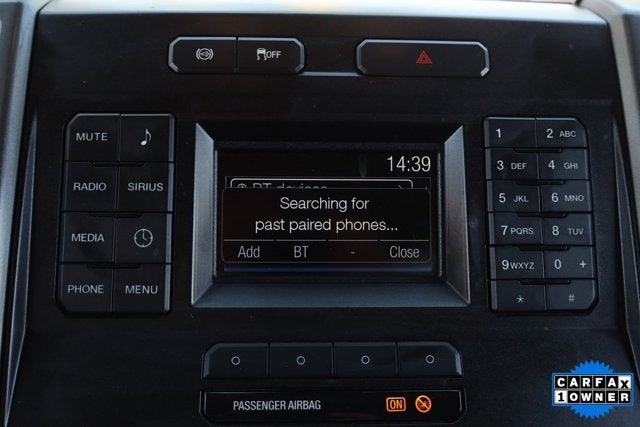 OFF
MUTE
RADIO SIRIUS
MEDIA
PHONE MENU
14:39
BT devices
Searching for
past paired phones...
Add BT - Close
1 2 ABC
3 DEF 4 GHI
5 JKL 6 MNO
7 PQRS 8 TUV
9 WXYZ 0 +
* #
PASSENGER AIRBAG ON
CARFAX
1 OWNER